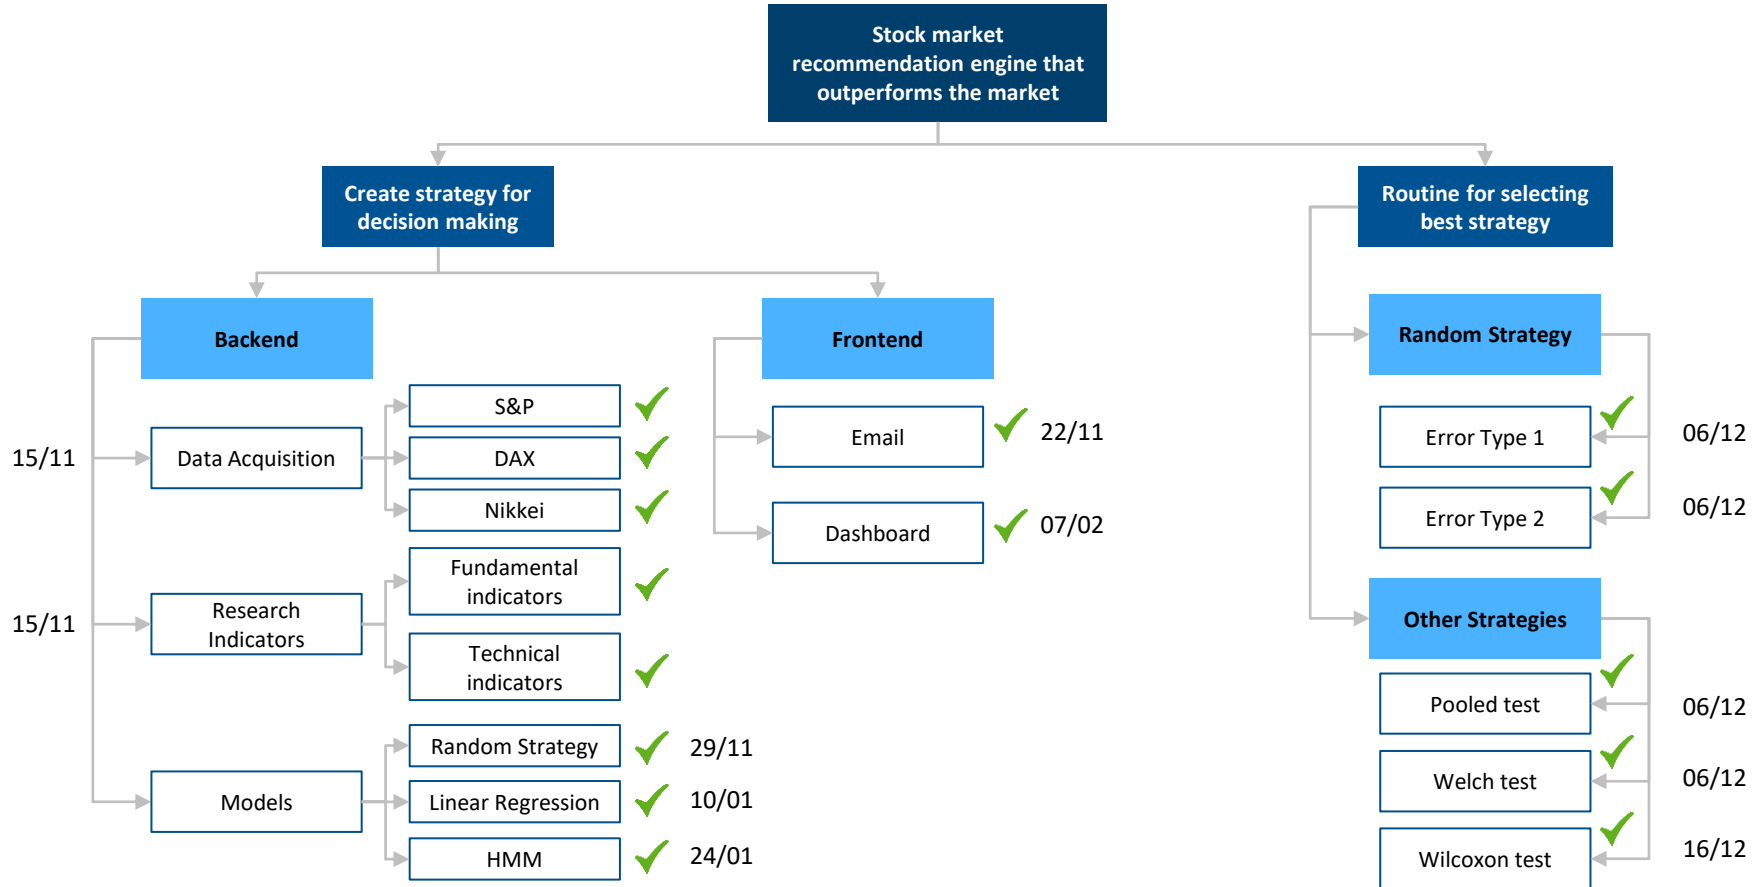 Stock market
recommendation engine that
outperforms the market
Create strategy for
decision making
Routine for selecting
best strategy
Backend
Frontend
Random Strategy
S&P
15/11
Data Acquisition
DAX
Nikkei
Email
22/11
Error Type 1
06/12
Dashboard
07/02
Error Type 2
06/12
Fundamental
indicators
15/11
Research
Indicators
Technical
indicators
Other Strategies
Pooled test
06/12
Random Strategy
29/11
Models
Linear Regression
10/01
Welch test
06/12
HMM
24/01
Wilcoxon test
16/12